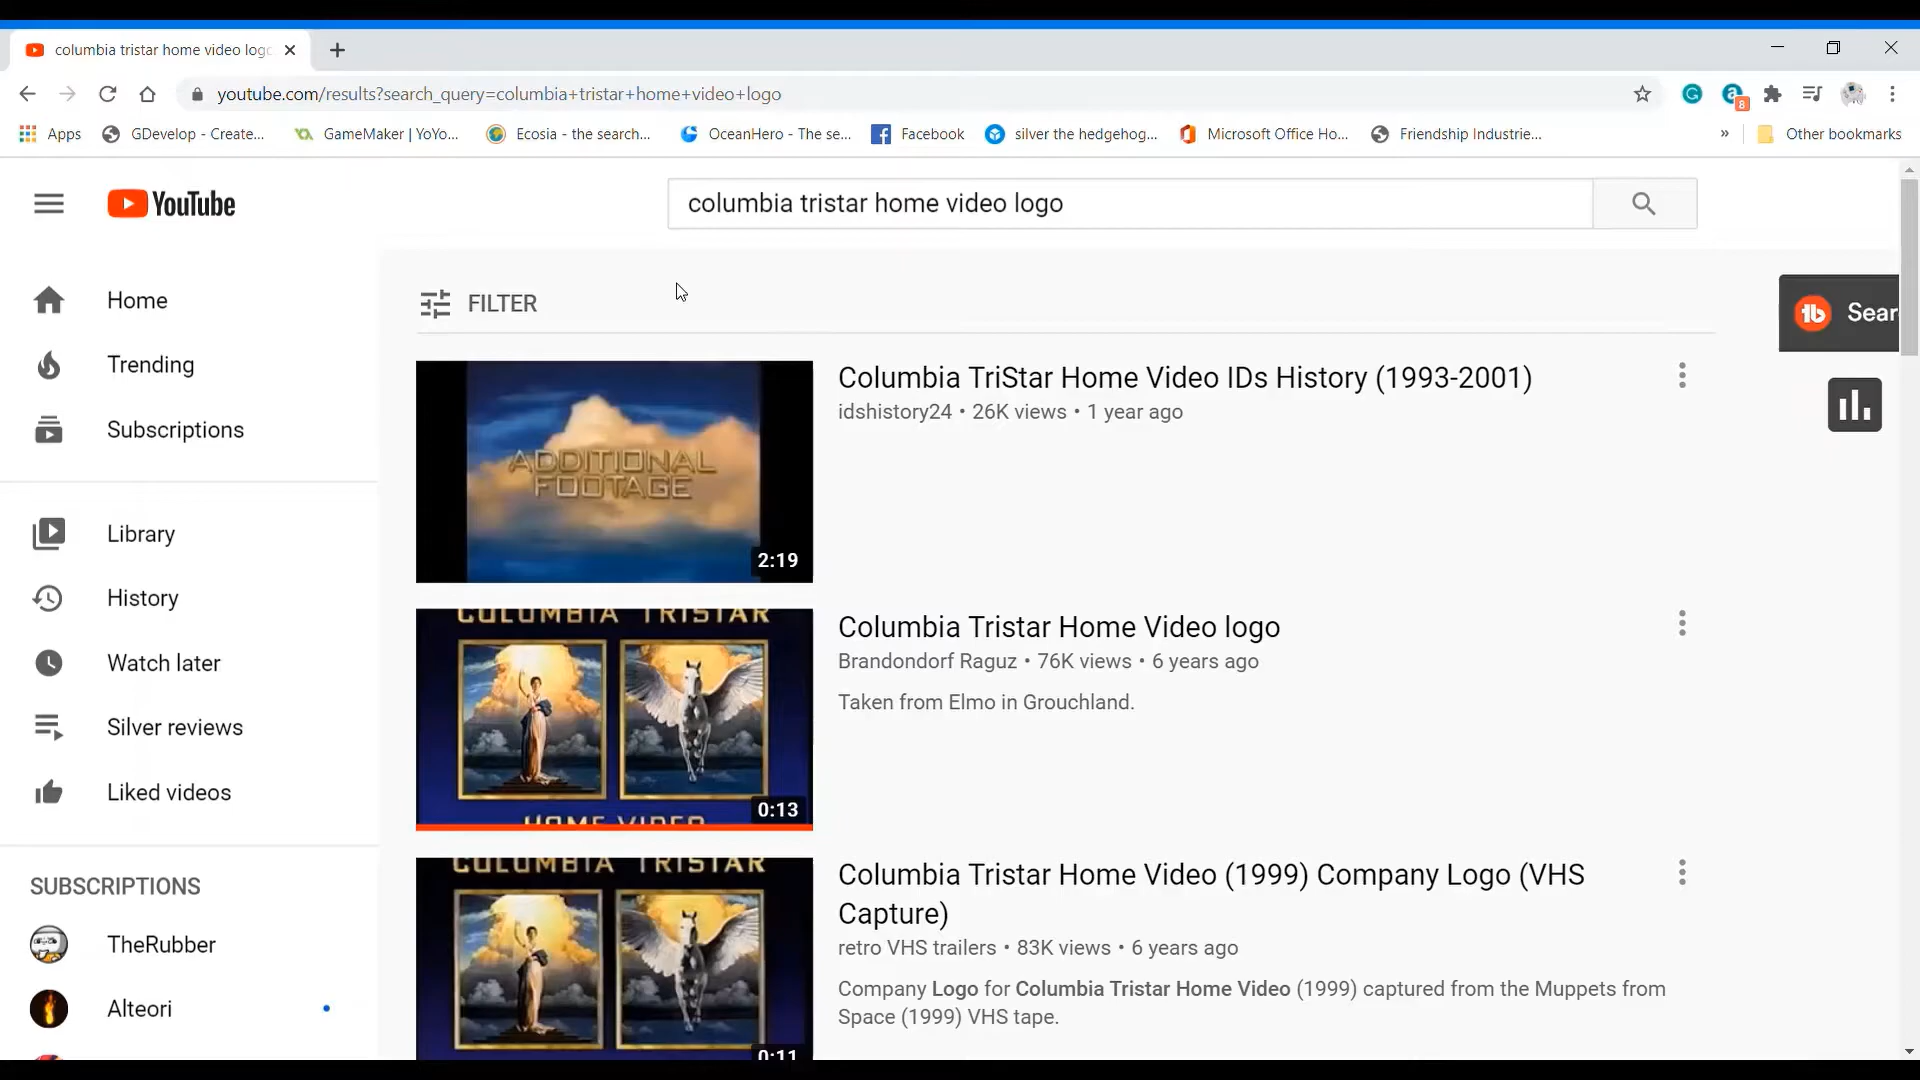 columbia tristar home video logo
youtube.com/results?search_query=columbia+tristar+home+video+logo
8
Apps
GDevelop - Create...
GameMaker | YoYo...
Ecosia - the search...
OceanHero - The se...
Facebook
silver the hedgehog...
Microsoft Office Ho...
Friendship Industrie...
»
Other bookmarks
YouTube
columbia tristar home video logo
Home
Trending
Subscriptions
Library
History
Watch later
Silver reviews
Liked videos
SUBSCRIPTIONS
TheRubber
Alteori
FILTER
ADDITIONAL
FOOTAGE
2:19
Columbia TriStar Home Video IDs History (1993-2001)
idshistory24 • 26K views • 1 year ago
COLUMBIA TRISTAR
HOME VIDEO
0:13
Columbia Tristar Home Video logo
Brandondorf Raguz • 76K views • 6 years ago
Taken from Elmo in Grouchland.
COLUMBIA TRISTAR
0:11
Columbia Tristar Home Video (1999) Company Logo (VHS
Capture)
retro VHS trailers • 83K views • 6 years ago
Company Logo for Columbia Tristar Home Video (1999) captured from the Muppets from
Space (1999) VHS tape.
Sear